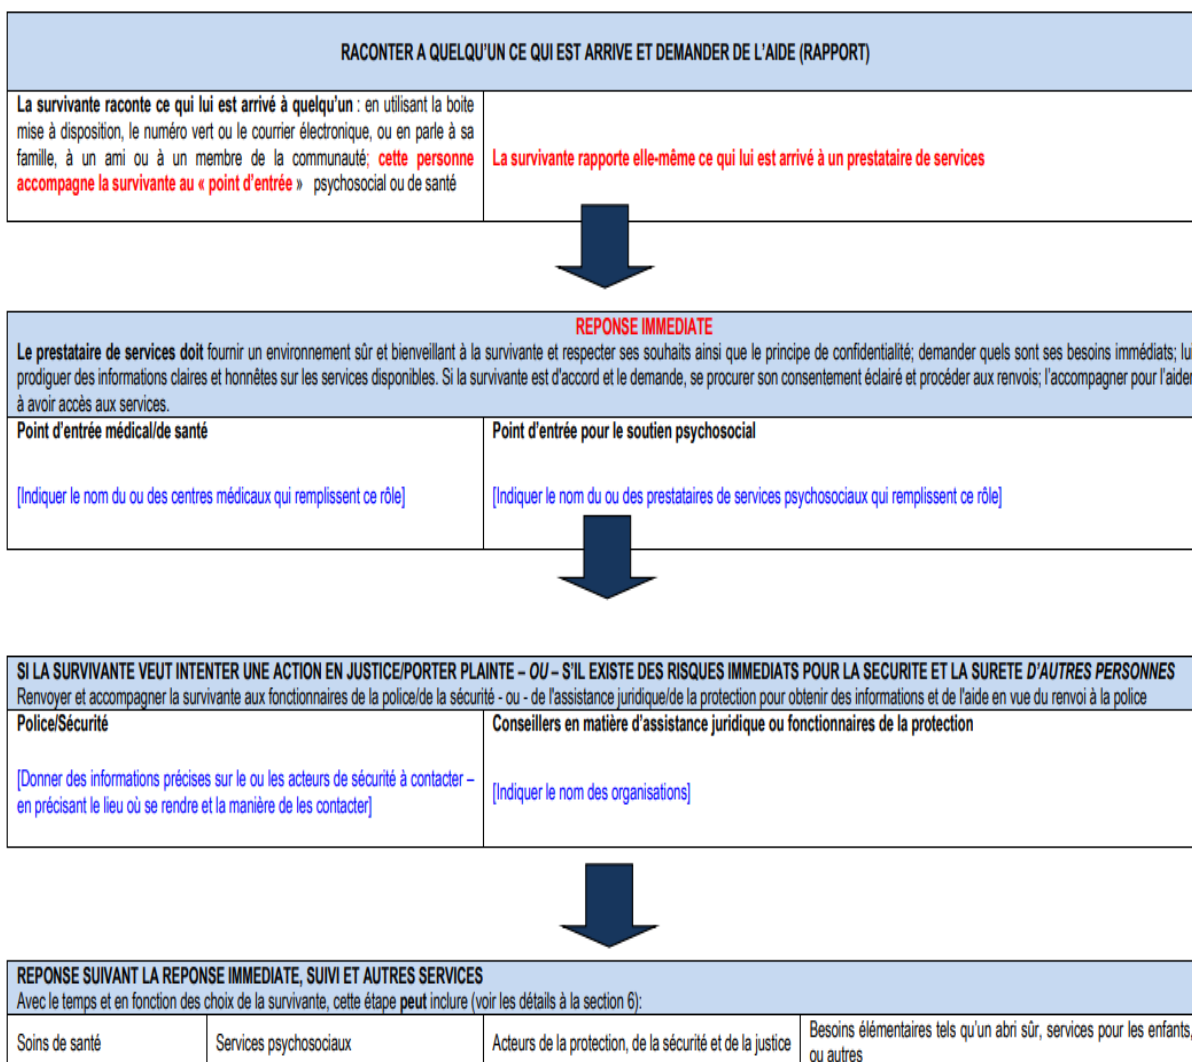 RACONTER A QUELQU'UN CE QUI EST ARRIVE ET DEMANDER DE L'AIDE (RAPPORT)
La survivante raconte ce qui lui est arrivé à quelqu'un : en utilisant la boite
mise à disposition, le numéro vert ou le courrier électronique, ou en parle à sa
famille, à un ami ou à un membre de la communauté; cette personne
accompagne la survivante au « point d'entrée » psychosocial ou de santé
La survivante rapporte elle-même ce qui lui est arrivé à un prestataire de services
REPONSE IMMEDIATE
Le prestataire de services doit fournir un environnement sûr et bienveillant à la survivante et respecter ses souhaits ainsi que le principe de confidentialité; demander quels sont ses besoins immédiats; lui
prodiguer des informations claires et honnêtes sur les services disponibles. Si la survivante est d'accord et le demande, se procurer son consentement éclairé et procéder aux renvois; l'accompagner pour l'aider
à avoir accès aux services.
Point d'entrée médical/de santé
[Indiquer le nom du ou des centres médicaux qui remplissent ce rôle]
Point d'entrée pour le soutien psychosocial
[Indiquer le nom du ou des prestataires de services psychosociaux qui remplissent ce rôle]
SI LA SURVIVANTE VEUT INTENTER UNE ACTION EN JUSTICE/PORTER PLAINTE – OU – S'IL EXISTE DES RISQUES IMMEDIATS POUR LA SECURITE ET LA SURETE D'AUTRES PERSONNES
Renvoyer et accompagner la survivante aux fonctionnaires de la police/de la sécurité - ou - de l'assistance juridique/de la protection pour obtenir des informations et de l'aide en vue du renvoi à la police
Police/Sécurité
[Donner des informations précises sur le ou les acteurs de sécurité à contacter –
en précisant le lieu où se rendre et la manière de les contacter]
Conseillers en matière d'assistance juridique ou fonctionnaires de la protection
[Indiquer le nom des organisations]
REPONSE SUIVANT LA REPONSE IMMEDIATE, SUIVI ET AUTRES SERVICES
Avec le temps et en fonction des choix de la survivante, cette étape peut inclure (voir les détails à la section 6):
Soins de santé
Services psychosociaux
Acteurs de la protection, de la sécurité et de la justice
Besoins élémentaires tels qu'un abri sûr, services pour les enfants,
ou autres